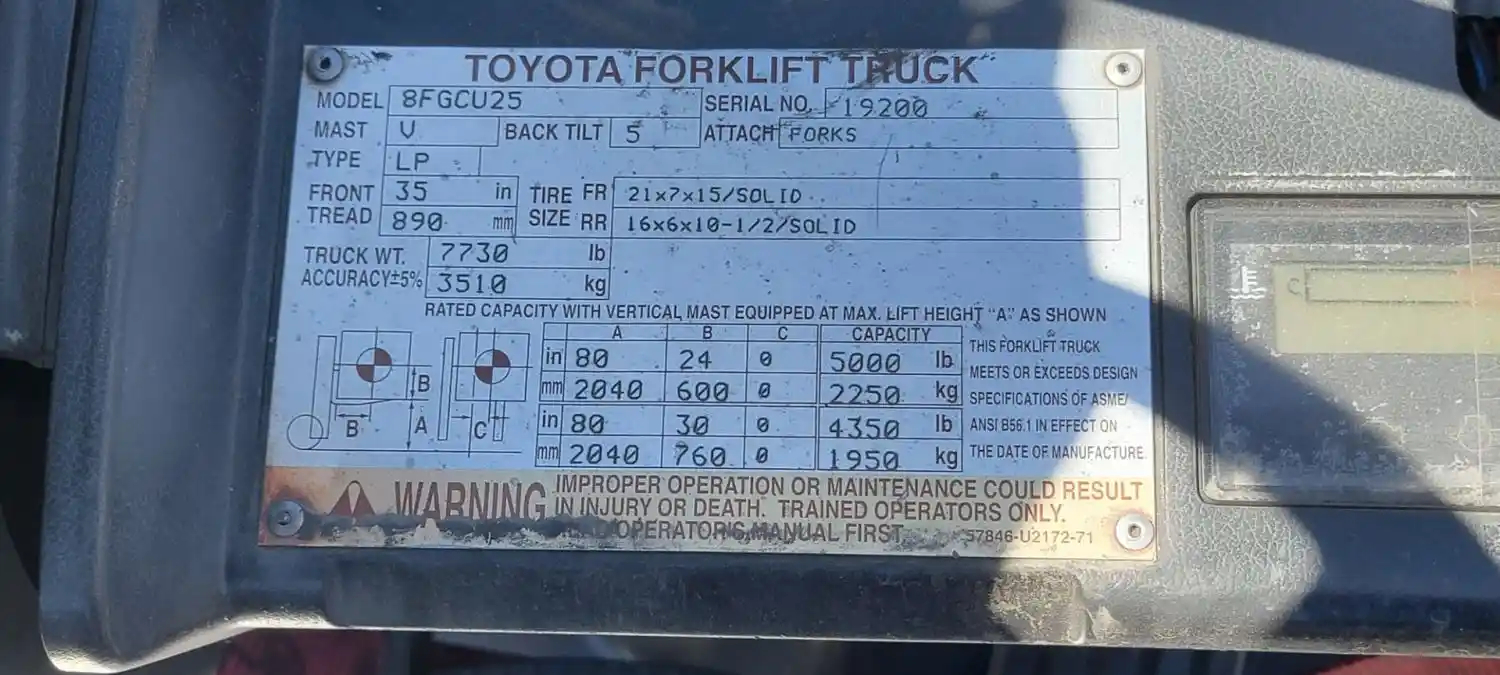 TOYOTA FORKLIFT TRUCK
MODEL 8FGCU25 SERIAL NO. 19200
MAST V BACK TILT 5 ATTACH FORKS
TYPE LP
FRONT TREAD 35 in TIRE SIZE FR 21x7x15/SOLID
890 mm RR 16x6x10-1/2/SOLID
TRUCK WT. 7730 lb
ACCURACY±5% 3510 kg
RATED CAPACITY WITH VERTICAL MAST EQUIPPED AT MAX. LIFT HEIGHT "A" AS SHOWN
A B C CAPACITY
in 80 24 0 5000 lb
mm 2040 600 0 2250 kg
in 80 30 0 4350 lb
mm 2040 760 0 1950 kg
B
B A C
THIS FORKLIFT TRUCK
MEETS OR EXCEEDS DESIGN
SPECIFICATIONS OF ASME/
ANSI B56.1 IN EFFECT ON
THE DATE OF MANUFACTURE
WARNING IMPROPER OPERATION OR MAINTENANCE COULD RESULT
IN INJURY OR DEATH. TRAINED OPERATORS ONLY.
OPERATOR'S MANUAL FIRST
57846-U2172-71
C